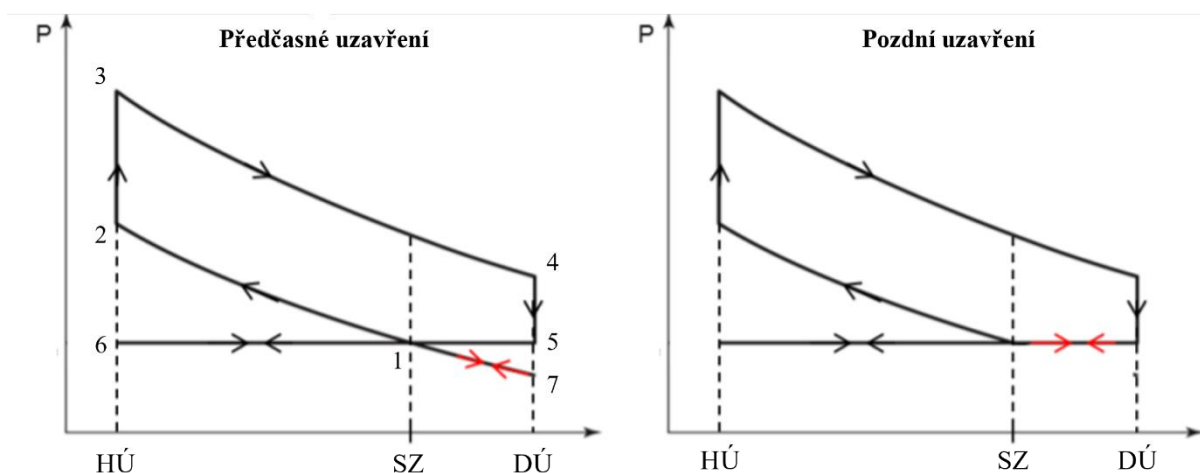 P
Předčasné uzavření
3
2
4
6
1
5
7
HÚ
SZ
DÚ
P
Pozdní uzavření
HÚ
SZ
DÚ